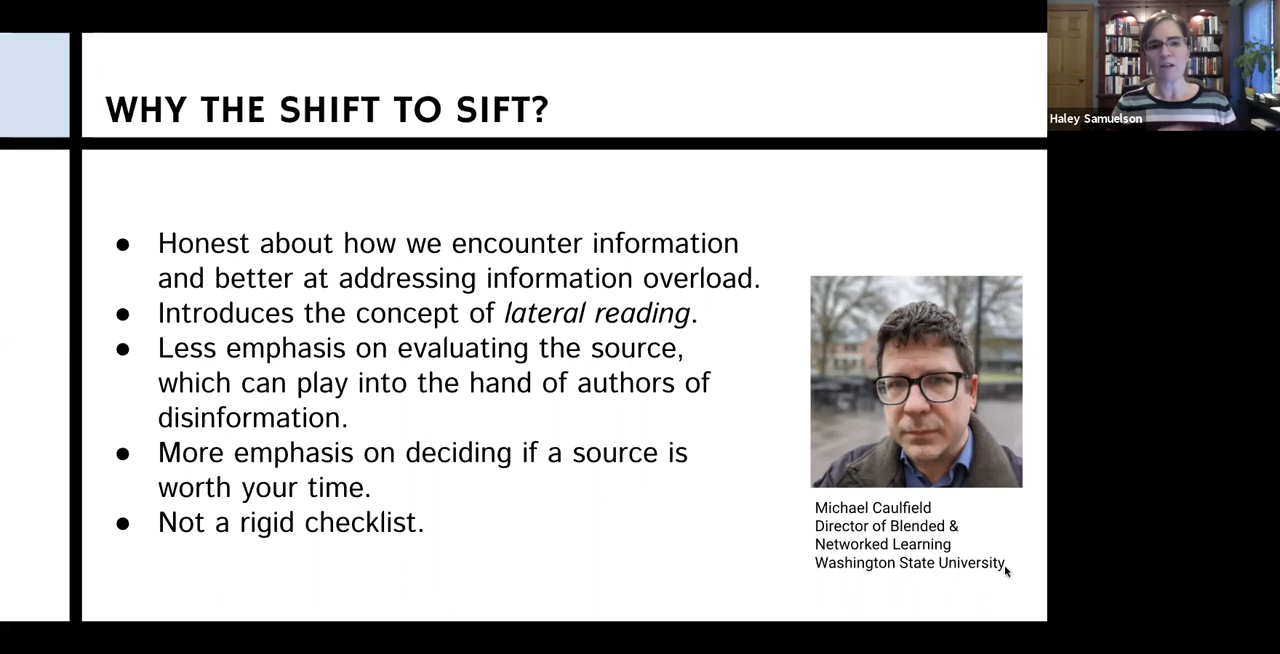 WHY THE SHIFT TO SIFT?
Haley Samuelson
● Honest about how we encounter information
and better at addressing information overload.
● Introduces the concept of lateral reading.
● Less emphasis on evaluating the source,
which can play into the hand of authors of
disinformation.
● More emphasis on deciding if a source is
worth your time.
● Not a rigid checklist.
Michael Caulfield
Director of Blended &
Networked Learning
Washington State University